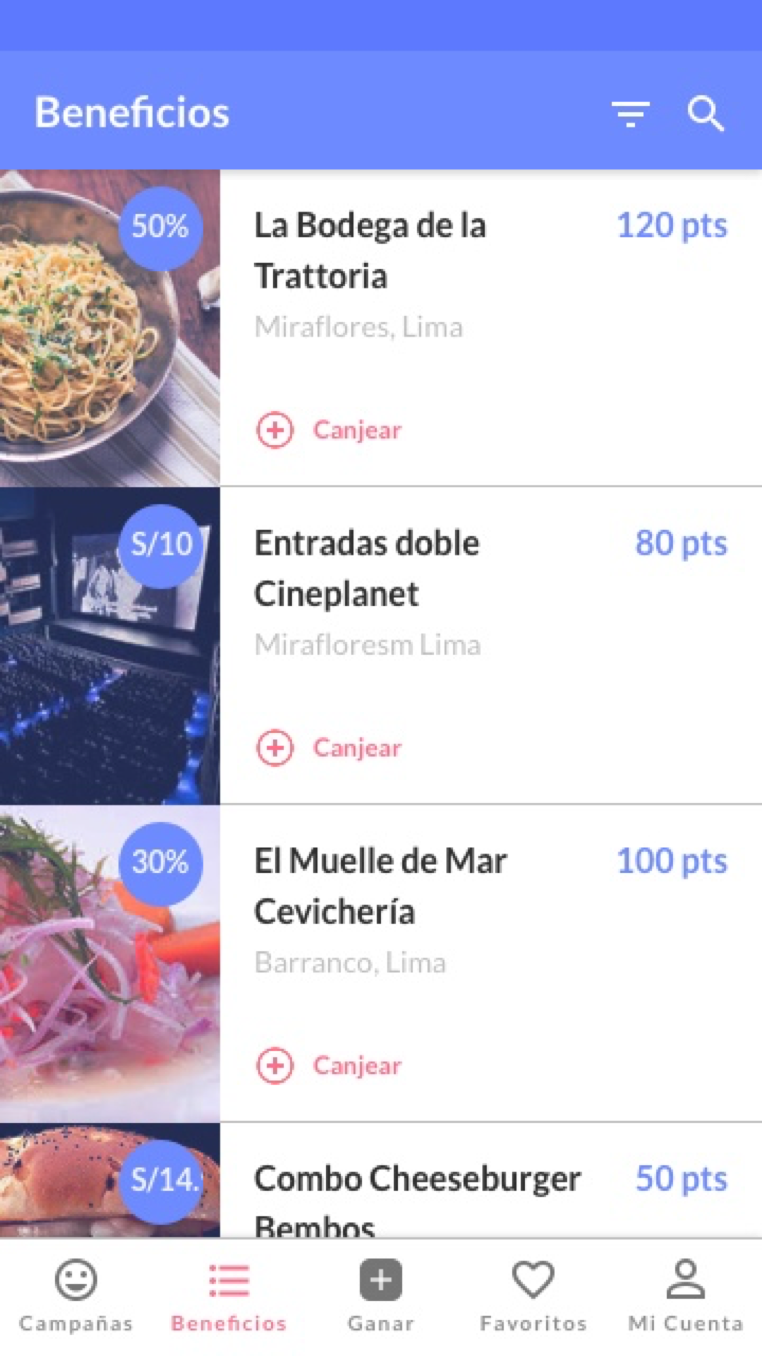 Beneficios
50%
La Bodega de la
Trattoria
120 pts
Miraflores, Lima
Canjear
S/10
Entradas doble
Cineplanet
80 pts
Mirafloresm Lima
Canjear
30%
El Muelle de Mar
Cevichería
100 pts
Barranco, Lima
Canjear
S/14.
Combo Cheeseburger
Bembos
50 pts
Campañas
Beneficios
Ganar
Favoritos
Mi Cuenta